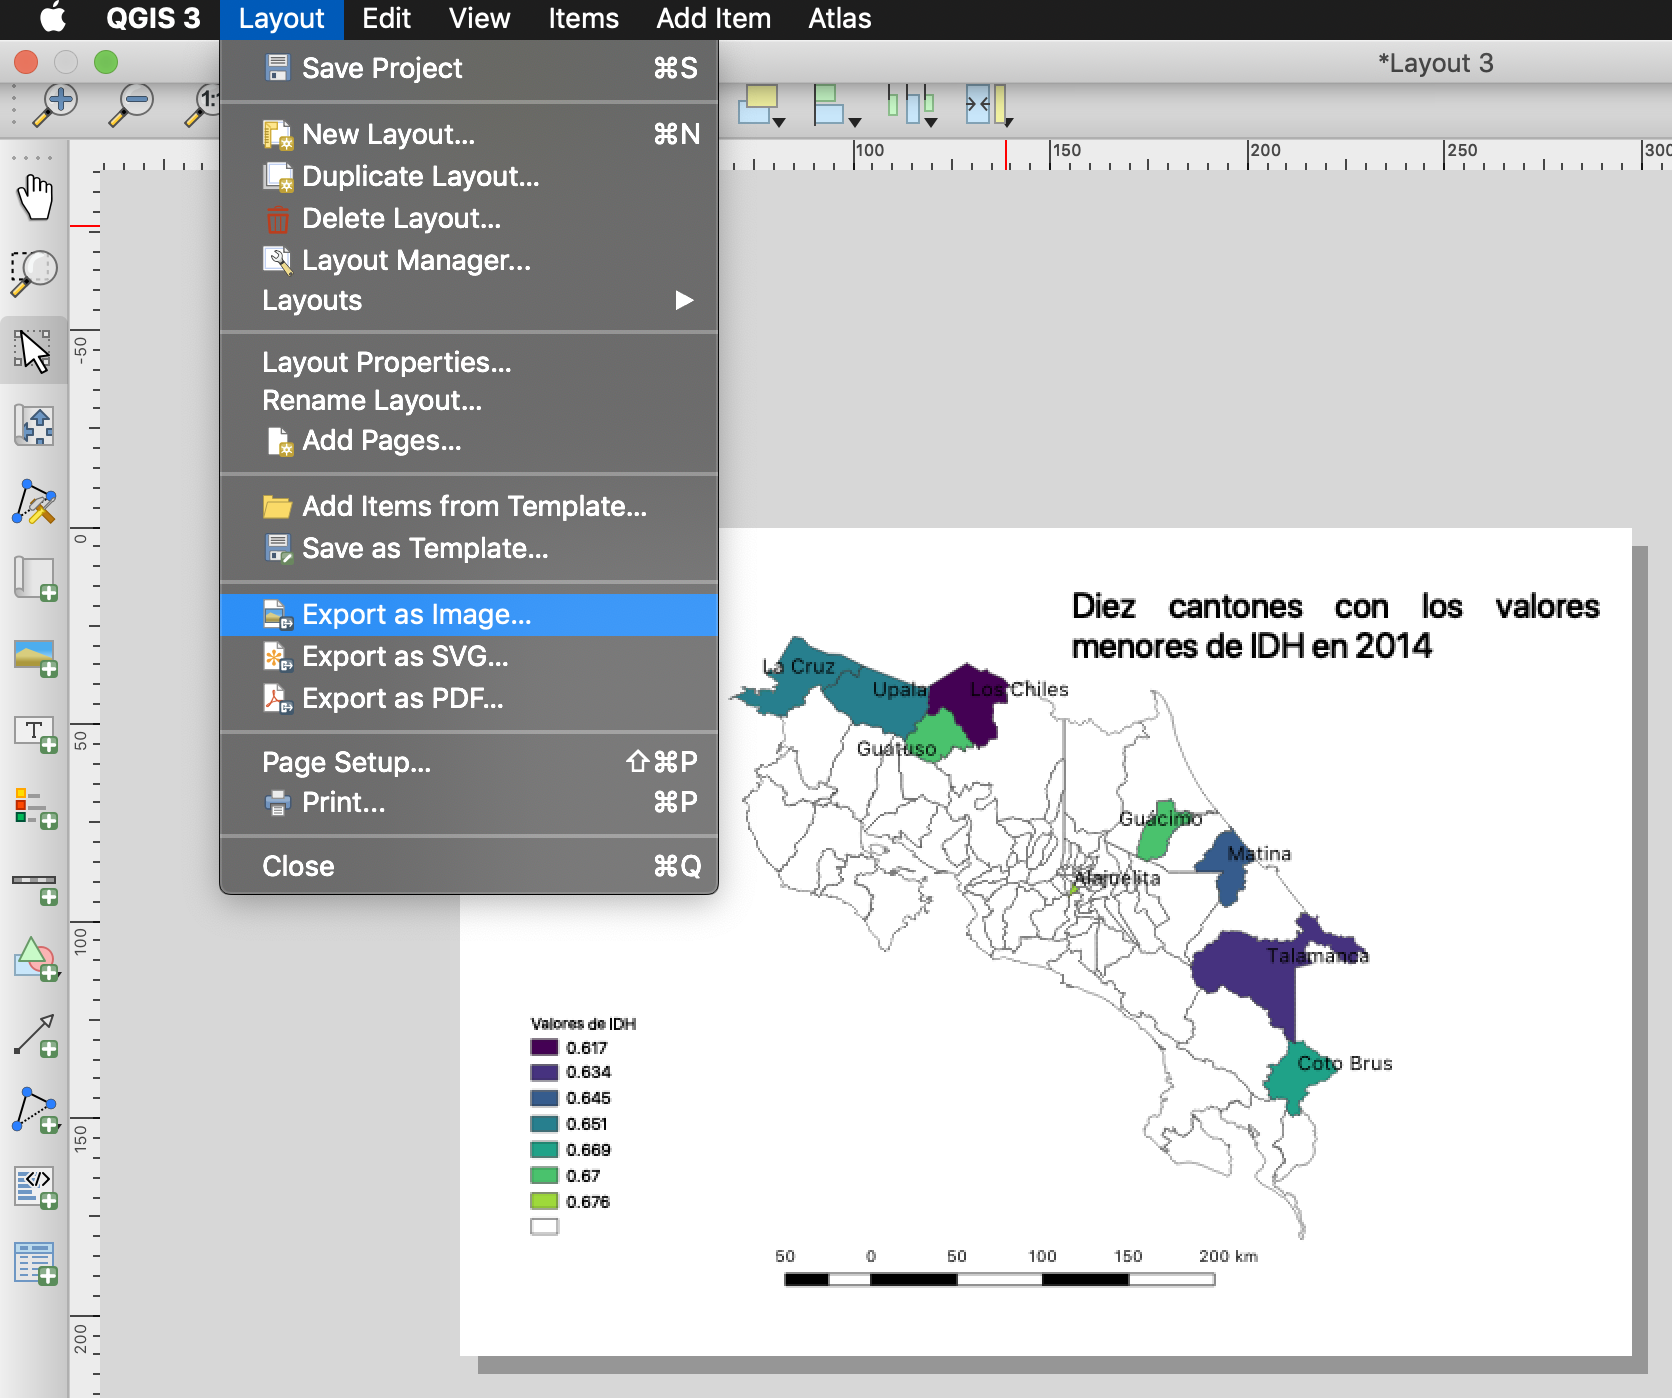 QGIS 3 Layout Edit View Items Add Item Atlas
*Layout 3
Save Project ⌘S
New Layout... ⌘N
Duplicate Layout...
Delete Layout...
Layout Manager...
Layouts ▶
Layout Properties...
Rename Layout...
Add Pages...
Add Items from Template...
Save as Template...
Export as Image...
Export as SVG...
Export as PDF...
Page Setup... ⇧⌘P
Print... ⌘P
Close ⌘Q
1:1
100 150 200 250 300
-50
0
50
100
150
200
T
</>
Diez cantones con los valores
menores de IDH en 2014
La Cruz
Upala
Los Chiles
Guatuso
Guácimo
Matina
Alajuelita
Talamanca
Coto Brus
Valores de IDH
0.617
0.634
0.645
0.651
0.669
0.67
0.676
50 0 50 100 150 200 km